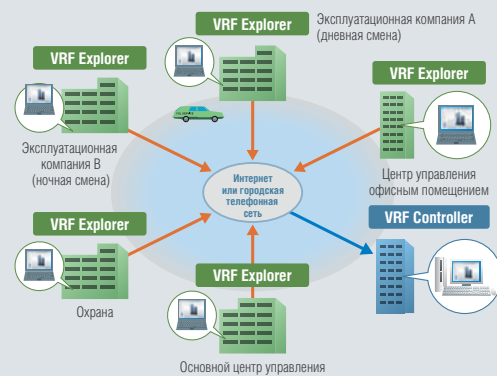 VRF Explorer
Эксплуатационная компания А
(дневная смена)
VRF Explorer
Эксплуатационная
компания В
(ночная смена)
VRF Explorer
Центр управления
офисным помещением
Интернет
или городская
телефонная
сеть
VRF Controller
VRF Explorer
Охрана
VRF Explorer
Основной центр управления